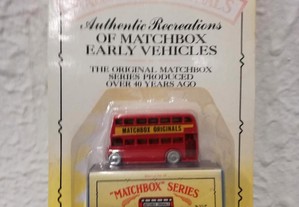 Authentic Recreations
OF MATCHBOX
EARLY VEHICLES
THE ORIGINAL MATCHBOX
SERIES PRODUCED
OVER 40 YEARS AGO
MATCHBOX ORIGINALS
"MATCHBOX" SERIES